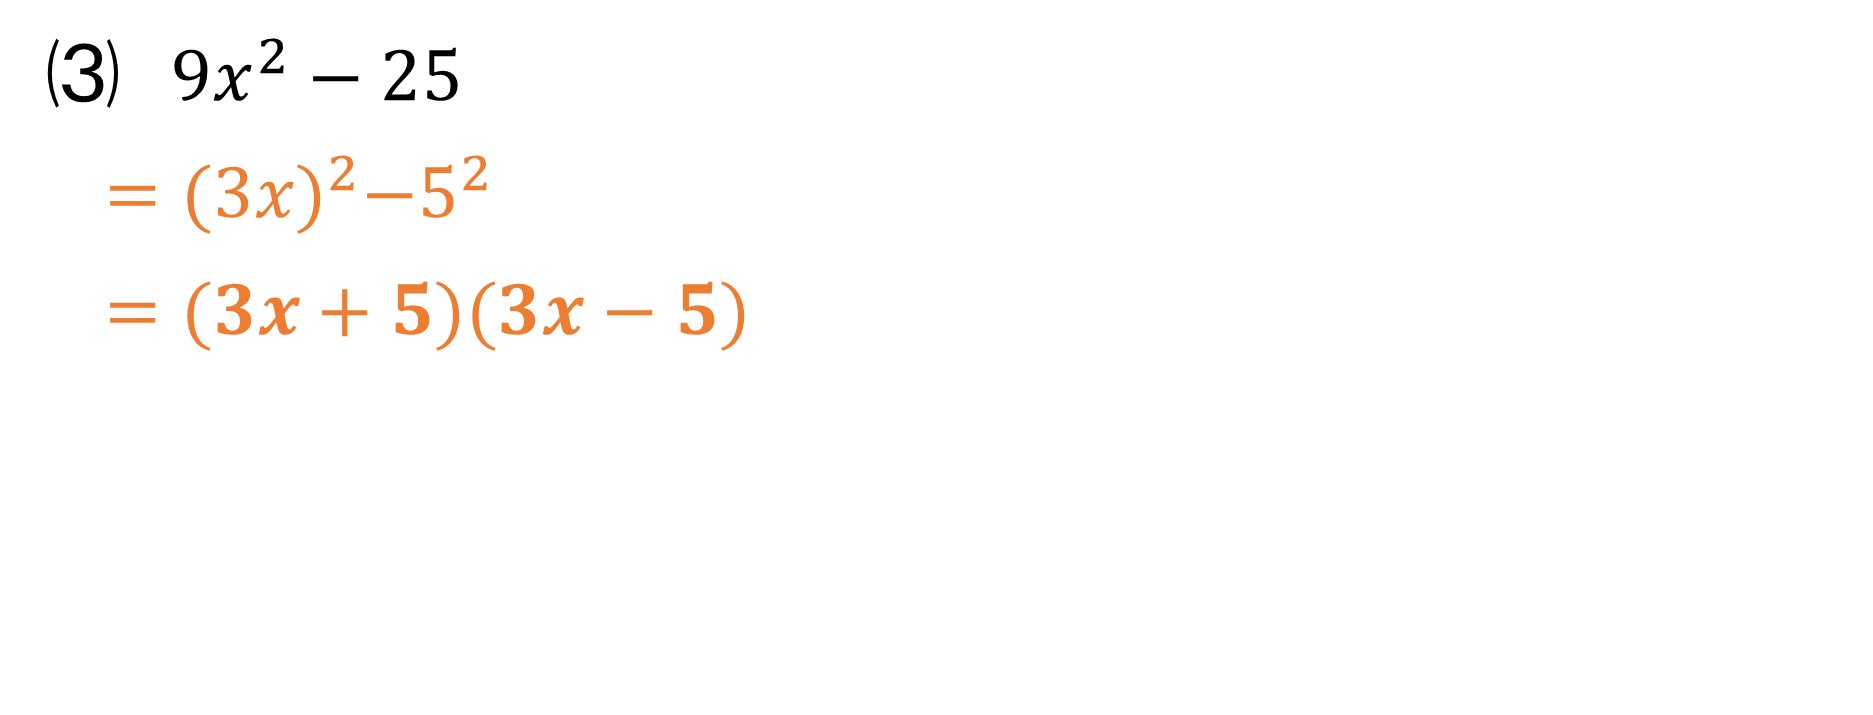 ⑶ 9𝑥² − 25
= (3𝑥)²−5²
= (𝟑𝒙 + 𝟓)(𝟑𝒙 − 𝟓)